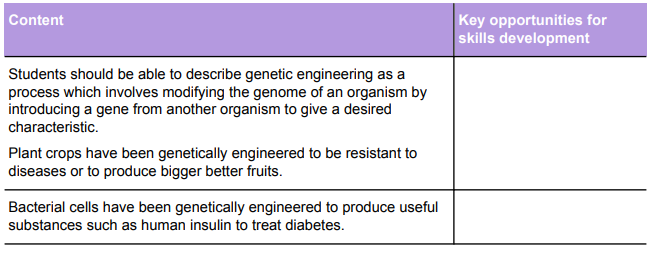 Content
Key opportunities for
skills development
Students should be able to describe genetic engineering as a
process which involves modifying the genome of an organism by
introducing a gene from another organism to give a desired
characteristic.
Plant crops have been genetically engineered to be resistant to
diseases or to produce bigger better fruits.
Bacterial cells have been genetically engineered to produce useful
substances such as human insulin to treat diabetes.